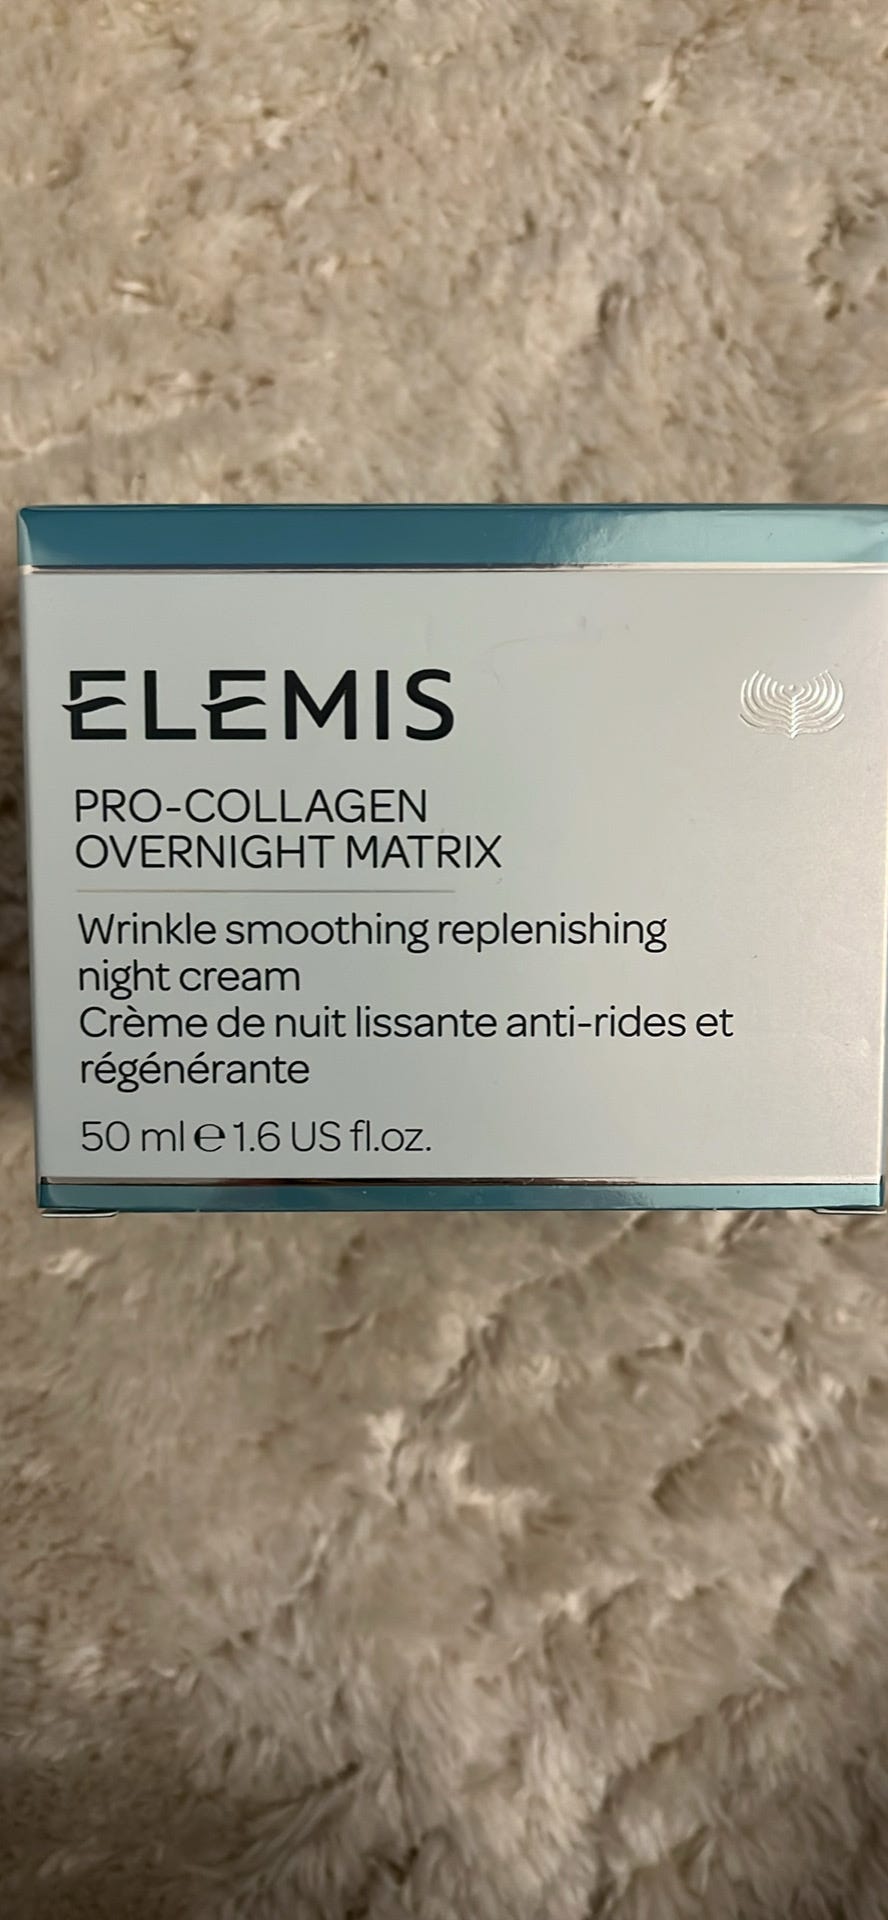 ELEMIS
PRO-COLLAGEN
OVERNIGHT MATRIX
Wrinkle smoothing replenishing
night cream
Crème de nuit lissante anti-rides et
régénérante
50 ml ℮ 1.6 US fl.oz.